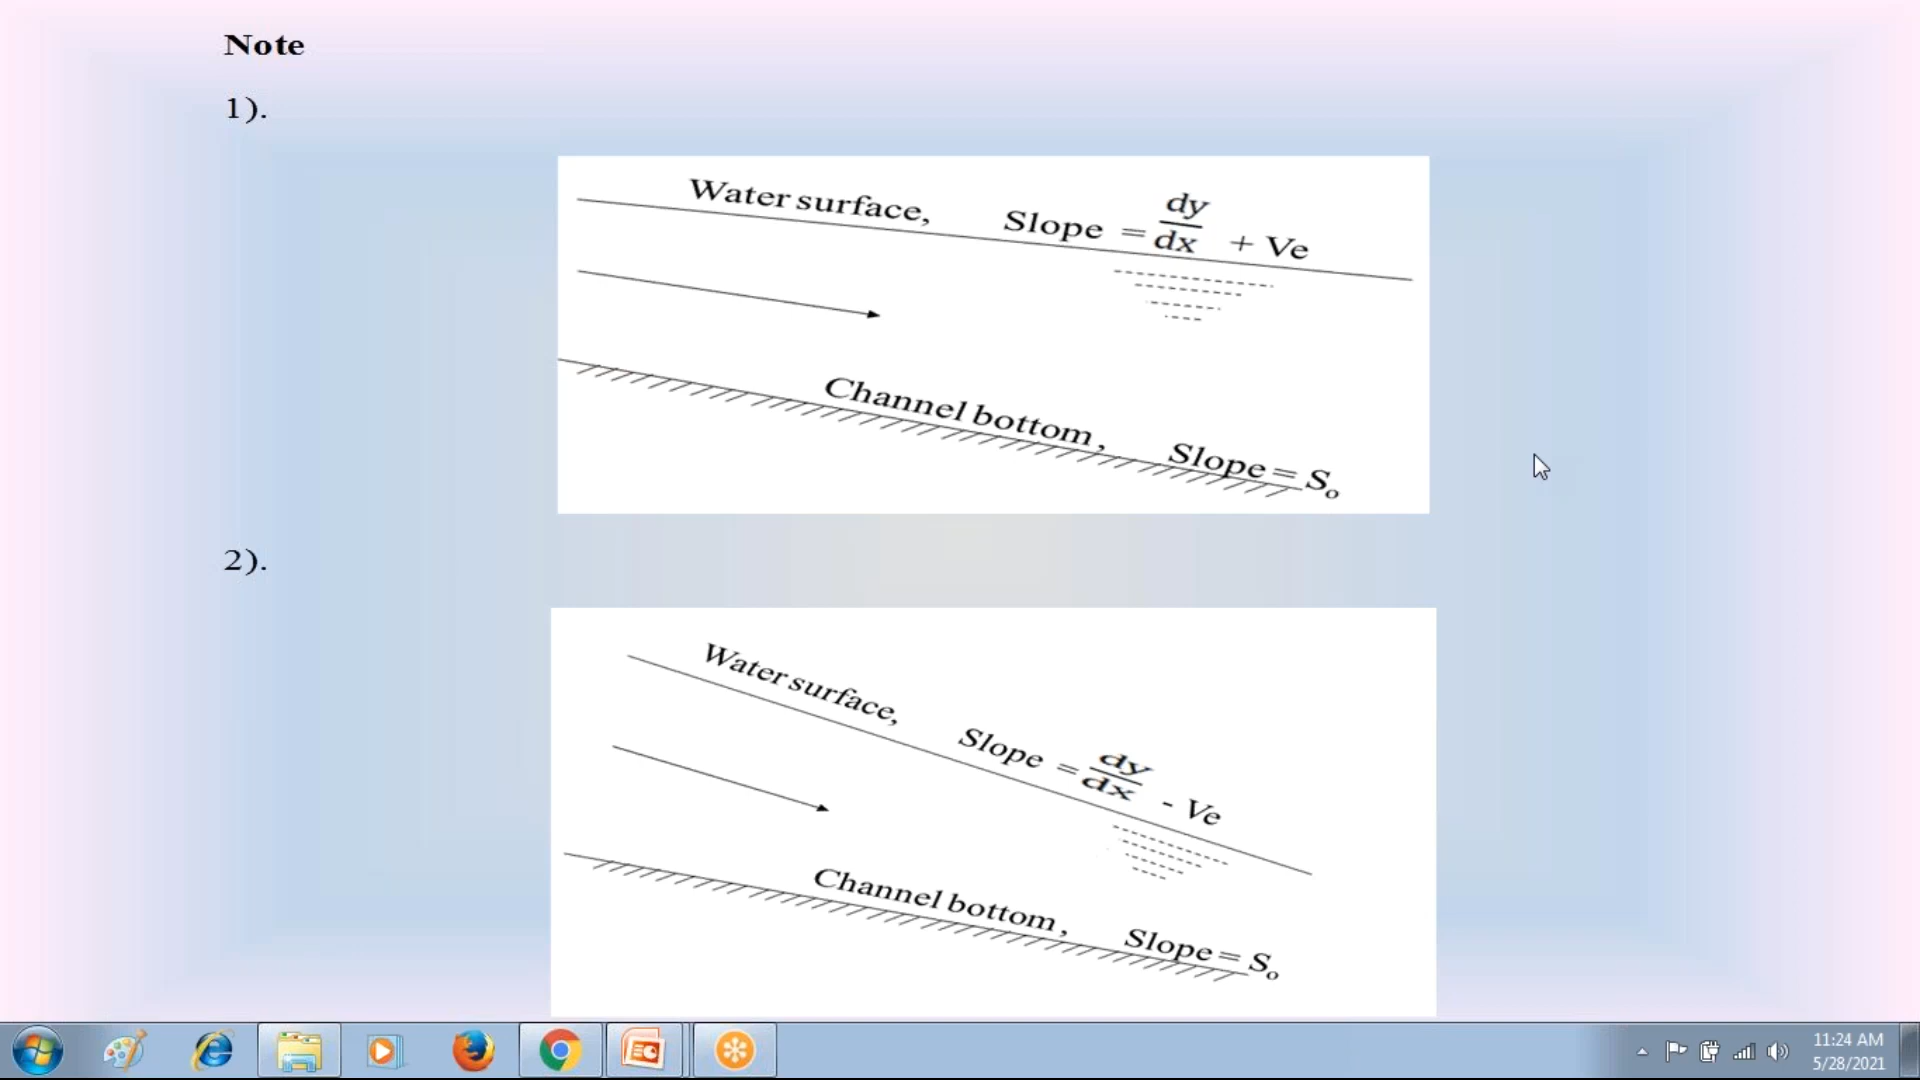 Note
1).
Water surface, Slope = dy/dx + Ve
Channel bottom, Slope = So
2).
Water surface, Slope = dy/dx - Ve
Channel bottom, Slope = So
11:24 AM
5/28/2021